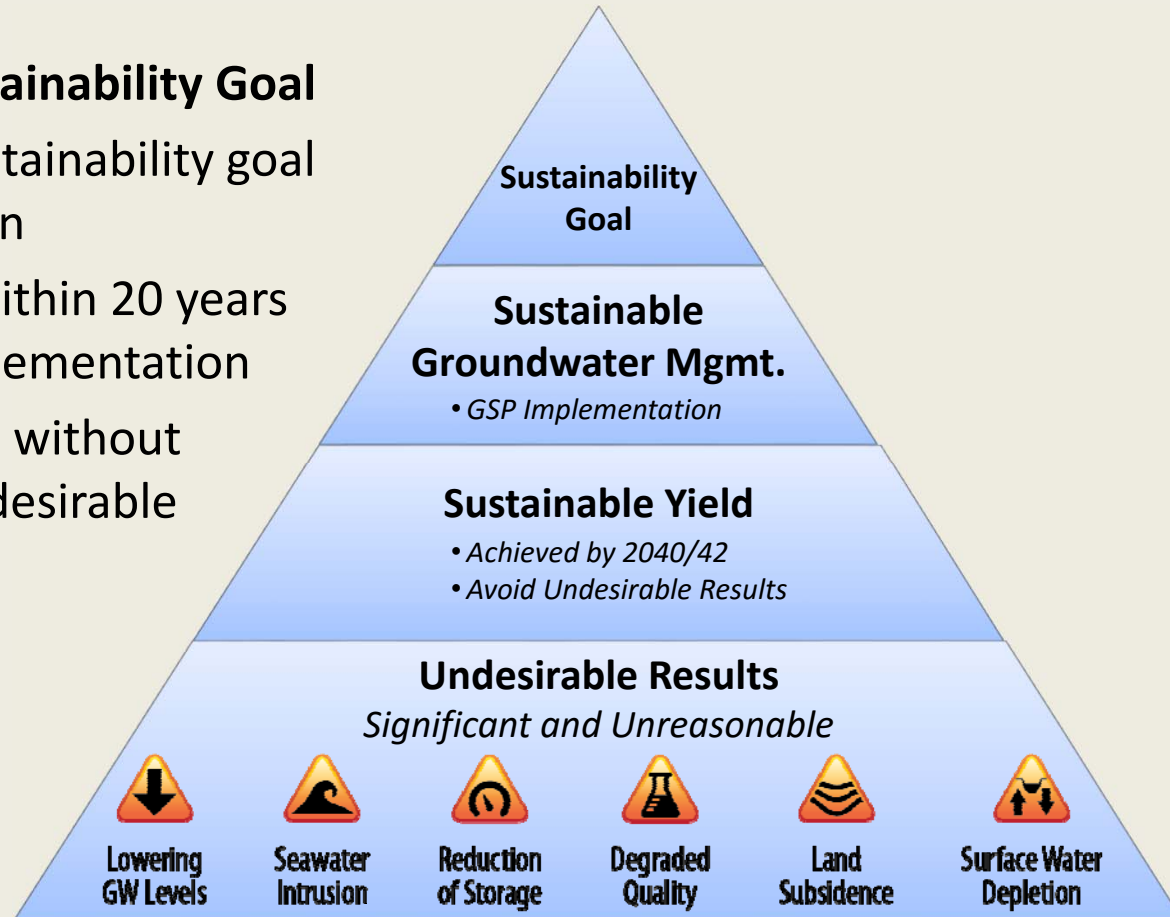 ainability Goal
tainability goal
n
ithin 20 years
ementation
without
desirable
Sustainability
Goal
Sustainable
Groundwater Mgmt.
• GSP Implementation
Sustainable Yield
• Achieved by 2040/42
• Avoid Undesirable Results
Undesirable Results
Significant and Unreasonable
Lowering
GW Levels
Seawater
Intrusion
Reduction
of Storage
Degraded
Quality
Land
Subsidence
Surface Water
Depletion